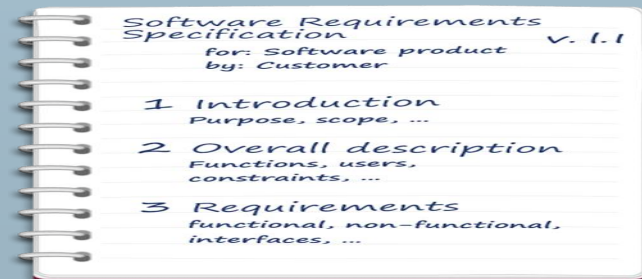 Software Requirements
Specification
v. 1.1
for: Software product
by: Customer
1 Introduction
Purpose, scope, ...
2 Overall description
Functions, users,
constraints, ...
3 Requirements
functional, non-functional,
interfaces, ...